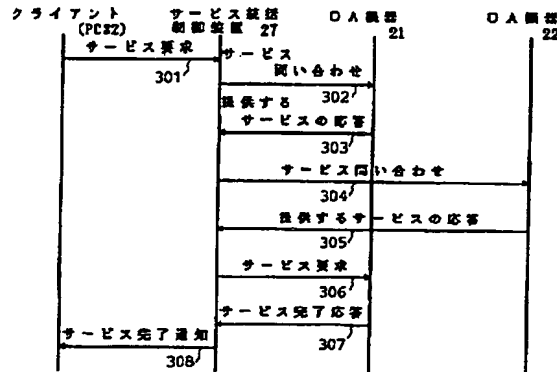 クライアント
(PC32)
サービス統括
制御装置 27
OA機器
21
OA機器
22
サービス要求
301
サービス
問い合わせ
302
提供する
サービスの応答
303
サービス問い合わせ
304
提供するサービスの応答
305
サービス要求
306
サービス完了応答
307
サービス完了通知
308